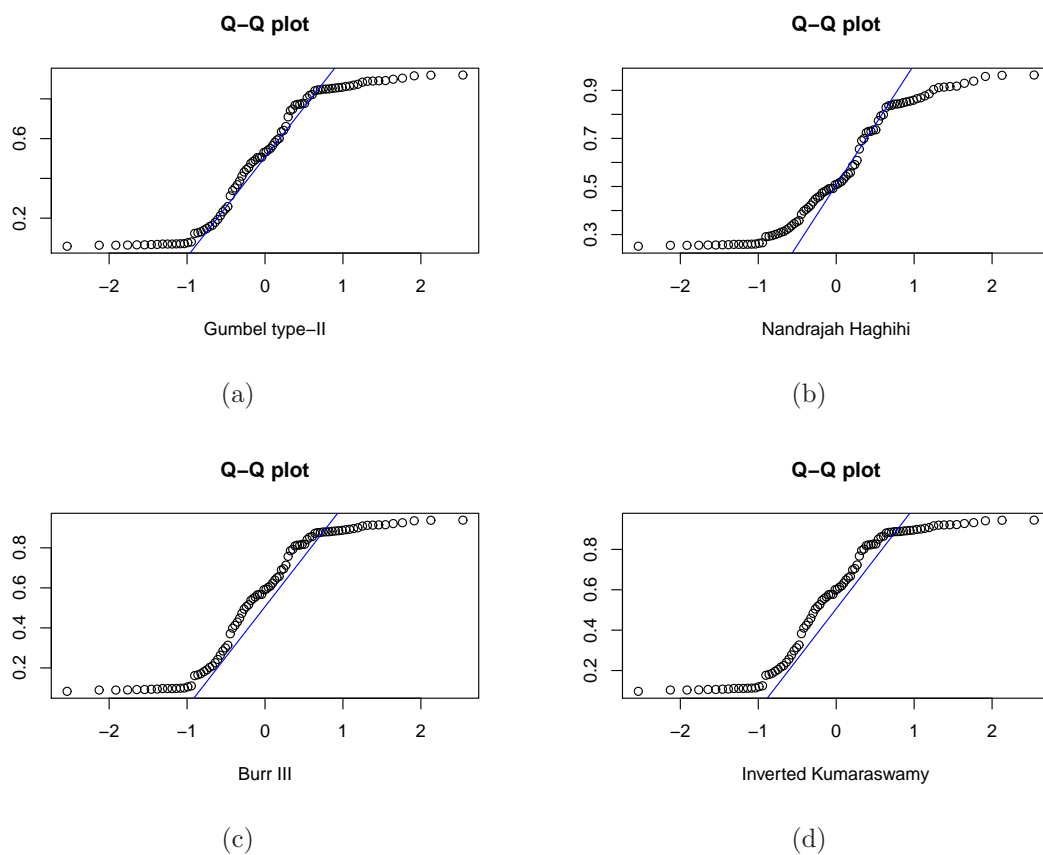 Q−Q plot
Q−Q plot
0.2
0.6
−2
−1
0
1
2
Gumbel type−II
0.3
0.5
0.7
0.9
−2
−1
0
1
2
Nandrajah Haghihi
(a)
(b)
Q−Q plot
Q−Q plot
0.2
0.4
0.6
0.8
−2
−1
0
1
2
Burr III
0.2
0.4
0.6
0.8
−2
−1
0
1
2
Inverted Kumaraswamy
(c)
(d)